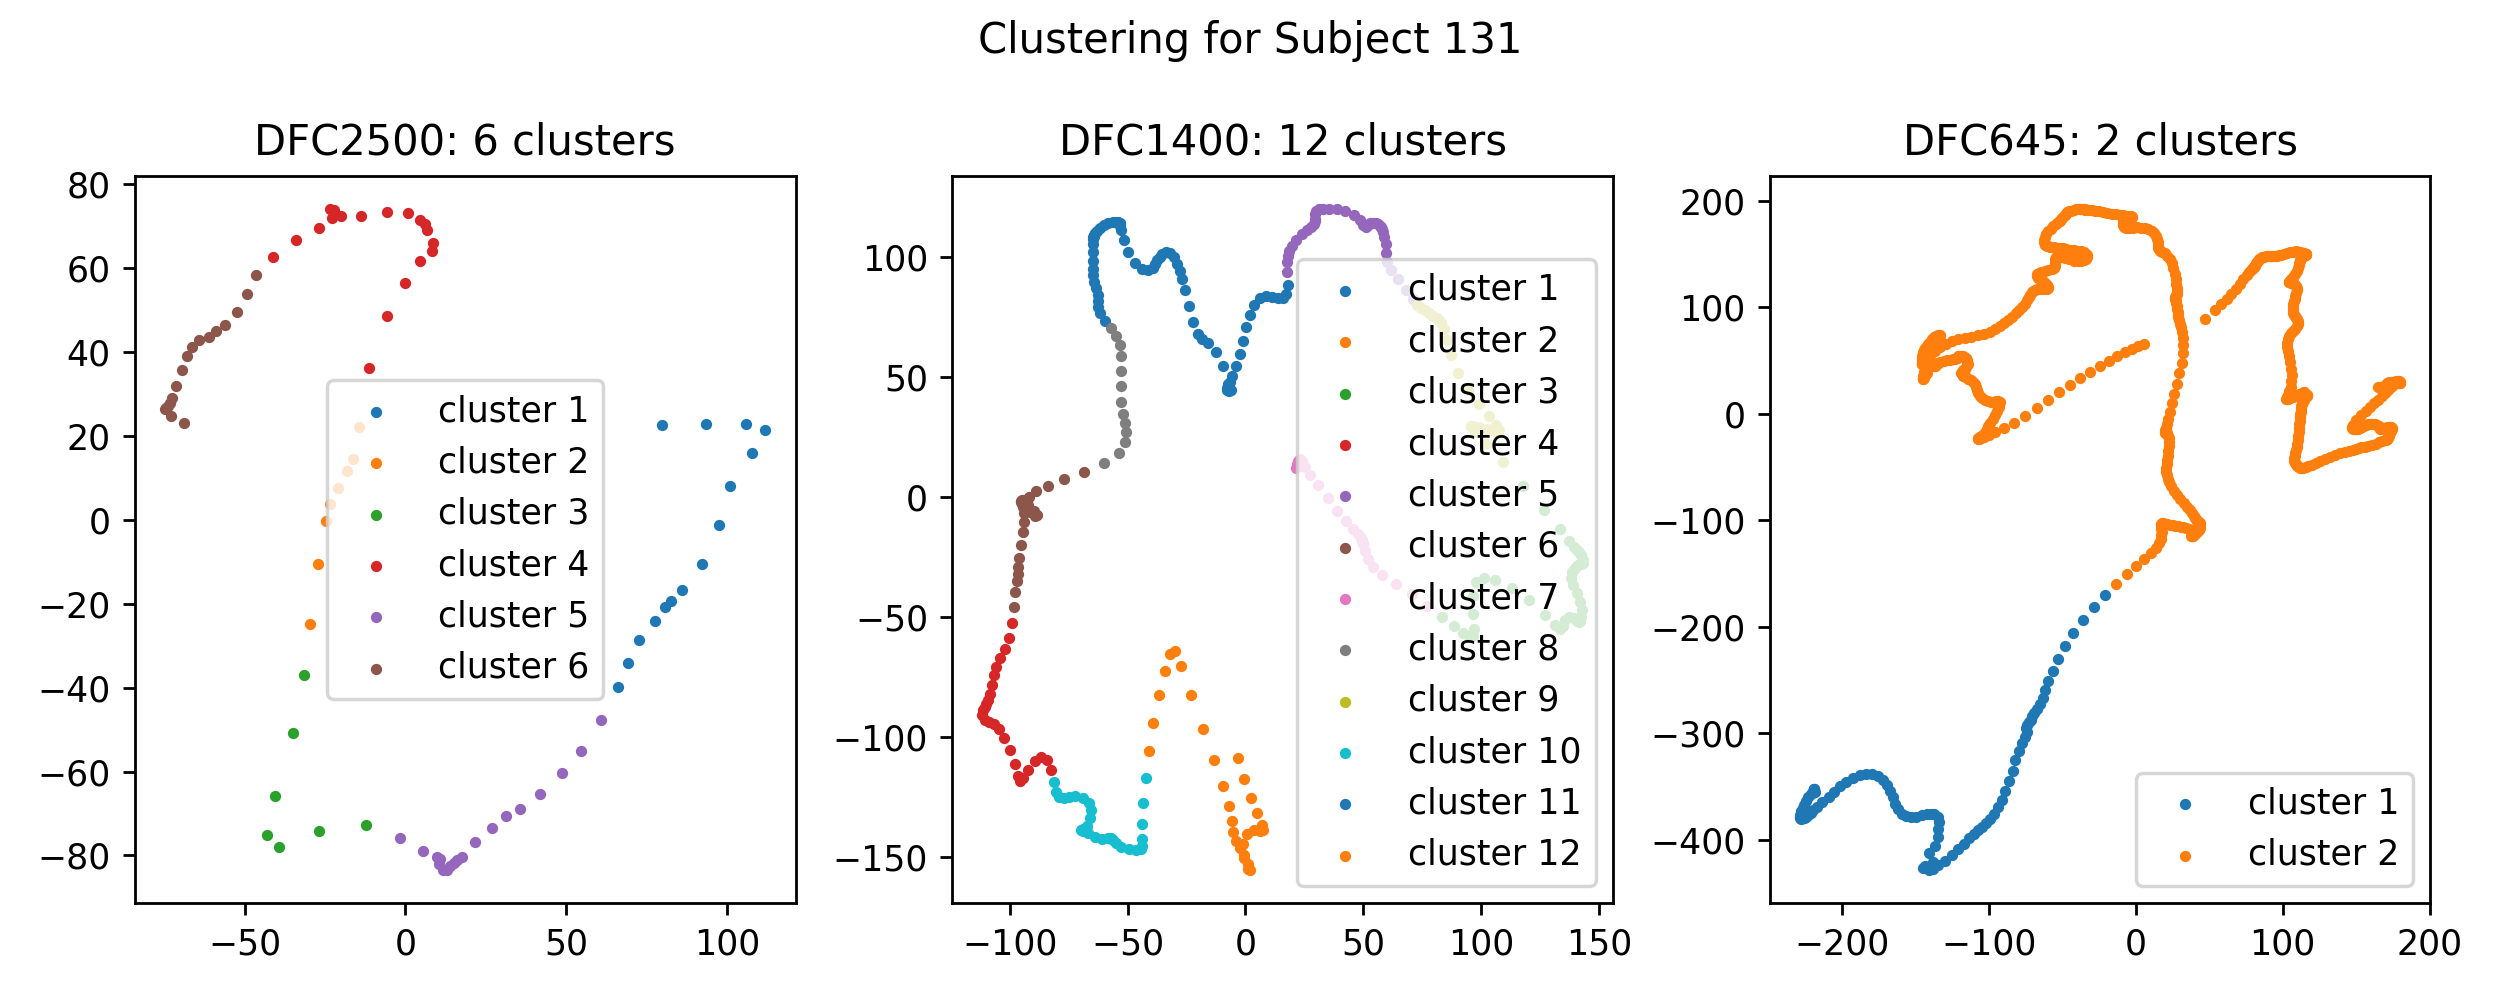 Clustering for Subject 131
DFC2500: 6 clusters
80
60
40
20
0
−20
−40
−60
−80
−50
0
50
100
cluster 1
cluster 2
cluster 3
cluster 4
cluster 5
cluster 6
DFC1400: 12 clusters
100
50
0
−50
−100
−150
−100
−50
0
50
100
150
cluster 1
cluster 2
cluster 3
cluster 4
cluster 5
cluster 6
cluster 7
cluster 8
cluster 9
cluster 10
cluster 11
cluster 12
DFC645: 2 clusters
200
100
0
−100
−200
−300
−400
−200
−100
0
100
200
cluster 1
cluster 2